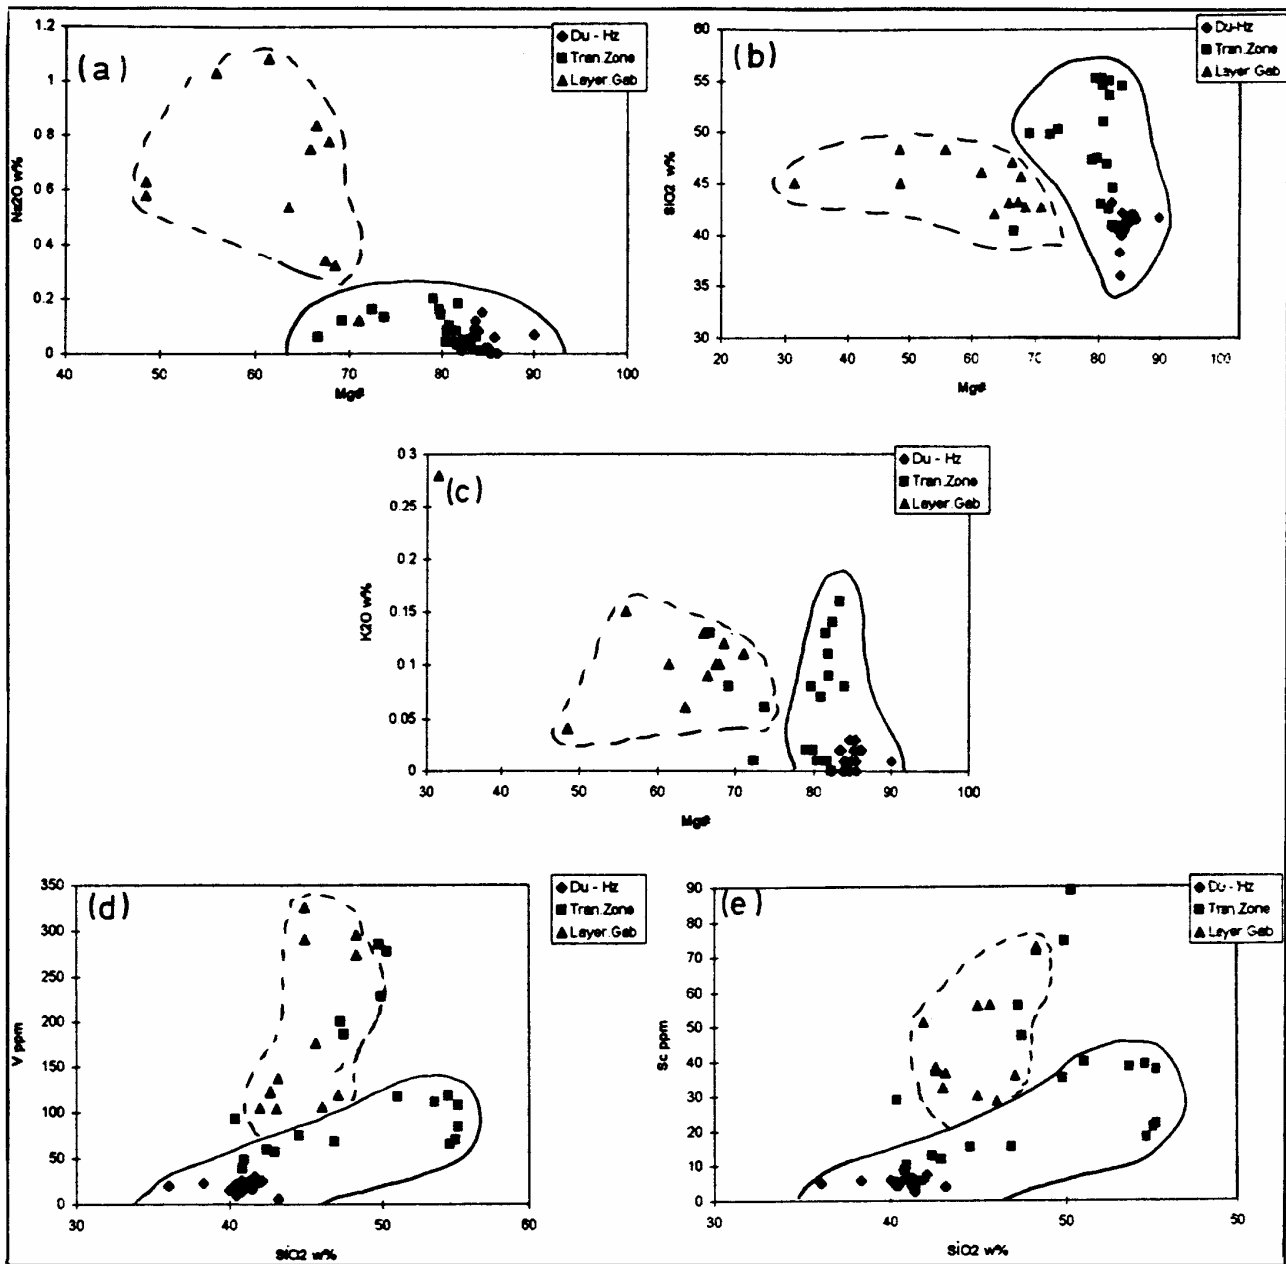 (a)
Na2O w%
1.2
1
0.8
0.6
0.4
0.2
0
40 50 60 70 80 90 100
Mg#
Du - Hz
Tran.Zone
Layer.Gab
(b)
SiO2 w%
60
55
50
45
40
35
30
20 30 40 50 60 70 80 90 100
Mg#
Du-Hz
Tran.Zone
Layer.Gab
(c)
K2O w%
0.3
0.25
0.2
0.15
0.1
0.05
0
30 40 50 60 70 80 90 100
Mg#
Du - Hz
Tran.Zone
Layer.Gab
(d)
V ppm
350
300
250
200
150
100
50
0
30 40 50 60
SiO2 w%
Du - Hz
Tran.Zone
Layer.Gab
(e)
Sc ppm
90
80
70
60
50
40
30
20
10
0
30 40 50 50
SiO2 w%
Du - Hz
Tran.Zone
Layer.Gab